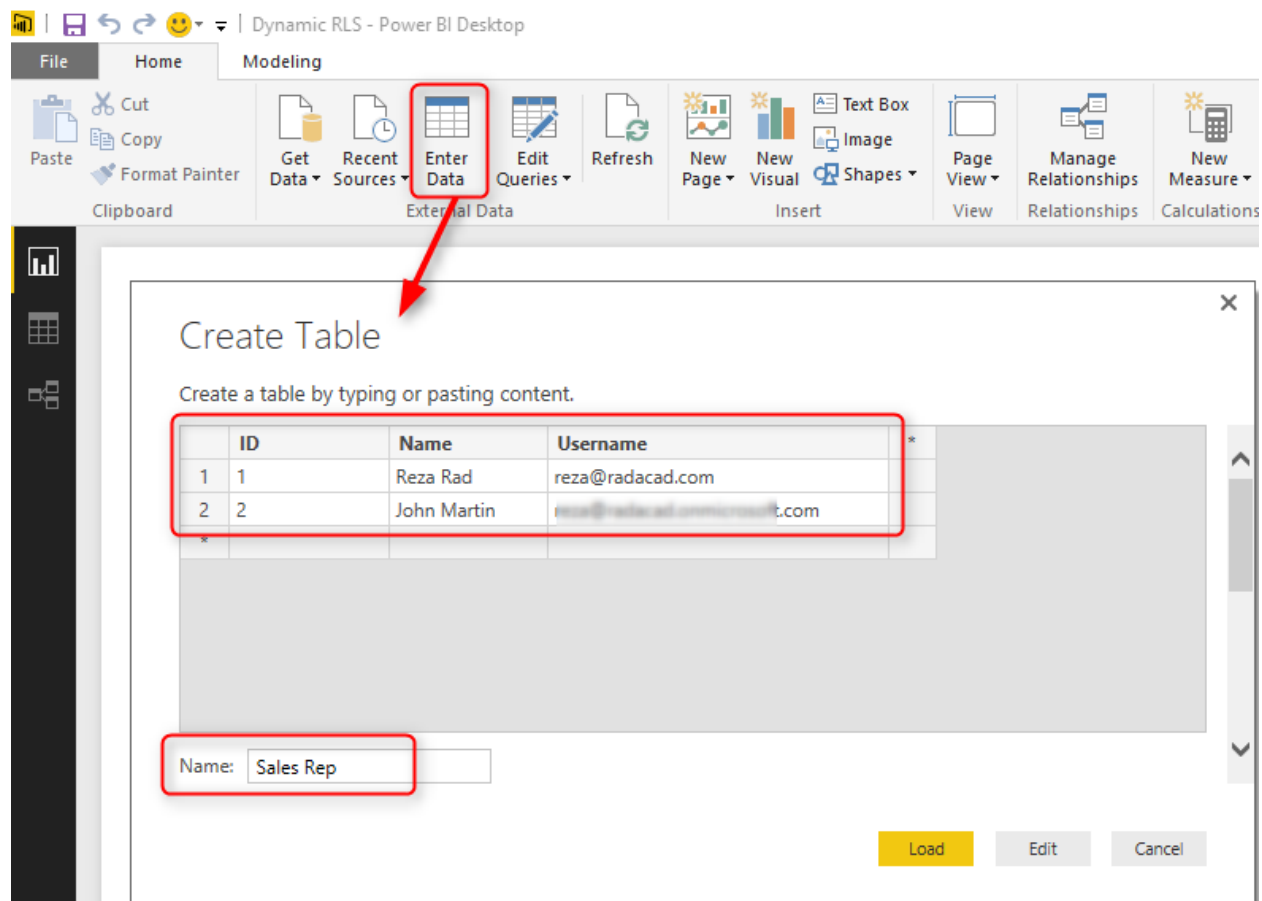 Dynamic RLS - Power BI Desktop
File Home Modeling
Paste
Cut
Copy
Format Painter
Clipboard
Get Data
Recent Sources
Enter Data
Edit Queries
External Data
Refresh
New Page
New Visual
Text Box
Image
Shapes
Insert
Page View
View
Manage Relationships
Relationships
New Measure
Calculations
Create Table
Create a table by typing or pasting content.
ID Name Username *
1 1 Reza Rad reza@radacad.com
2 2 John Martin t.com
*
Name: Sales Rep
Load Edit Cancel